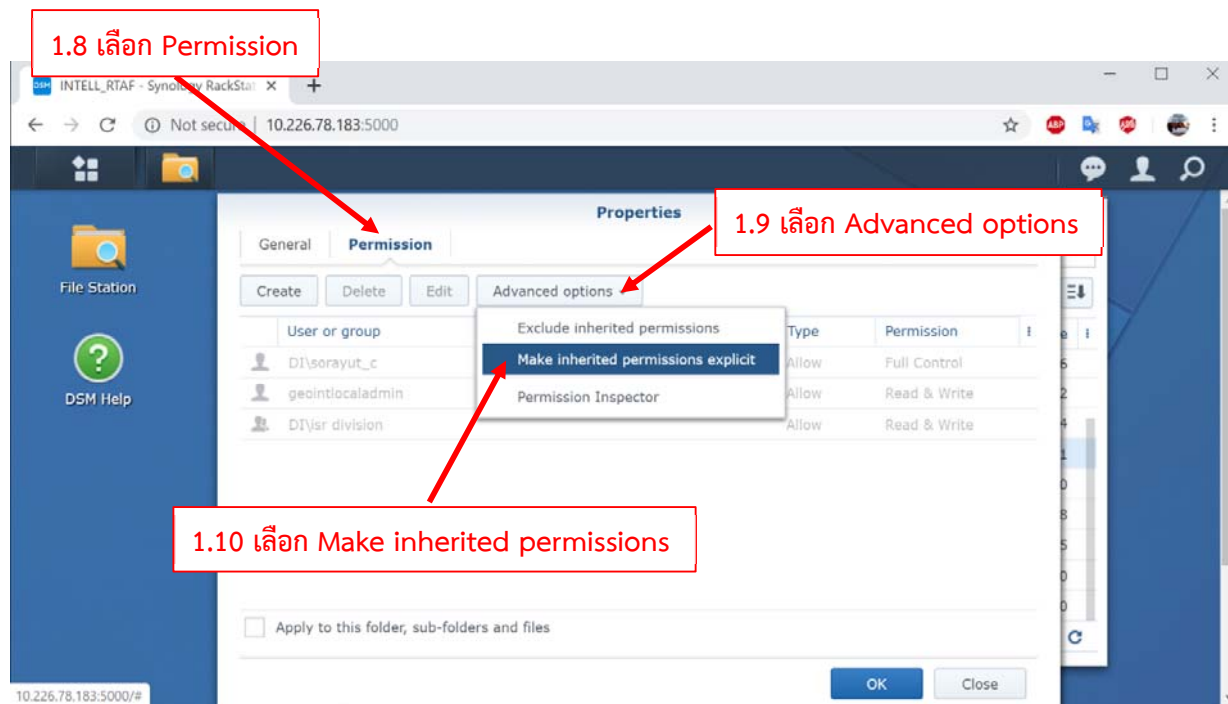 1.8 เลือก Permission
INTELL_RTAF - Synology RackStat
Not secure | 10.226.78.183:5000
Properties
1.9 เลือก Advanced options
General Permission
File Station
Create Delete Edit Advanced options
User or group Type Permission
Exclude inherited permissions
DI\sorayut_c Allow Full Control
Make inherited permissions explicit
geointlocaladmin Allow Read & Write
Permission Inspector
DI\isr division Allow Read & Write
DSM Help
1.10 เลือก Make inherited permissions
Apply to this folder, sub-folders and files
OK Close
10.226.78.183:5000/#